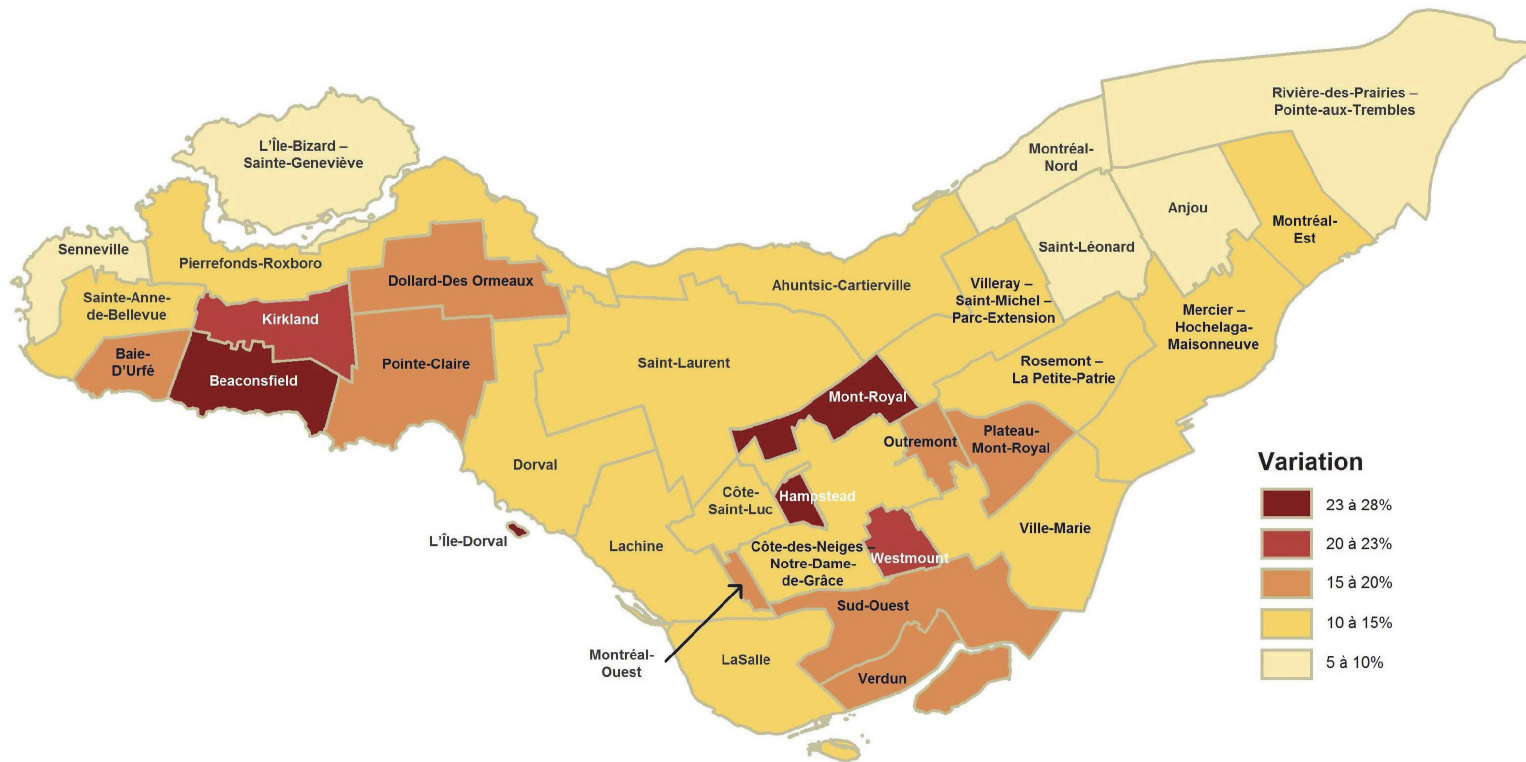 Rivière-des-Prairies –
Pointe-aux-Trembles
L'Île-Bizard –
Sainte-Geneviève
Montréal-
Nord
Anjou
Montréal-
Est
Saint-Léonard
Senneville
Pierrefonds-Roxboro
Dollard-Des Ormeaux
Ahuntsic-Cartierville
Villeray –
Saint-Michel –
Parc-Extension
Sainte-Anne-
de-Bellevue
Kirkland
Mercier –
Hochelaga-
Maisonneuve
Baie-
D'Urfé
Beaconsfield
Pointe-Claire
Saint-Laurent
Rosemont –
La Petite-Patrie
Mont-Royal
Outremont
Plateau-
Mont-Royal
Dorval
Côte-
Saint-Luc
Hampstead
Ville-Marie
L'Île-Dorval
Lachine
Côte-des-Neiges –
Notre-Dame-
de-Grâce
Westmount
Sud-Ouest
Montréal-
Ouest
LaSalle
Verdun
Variation
23 à 28%
20 à 23%
15 à 20%
10 à 15%
5 à 10%